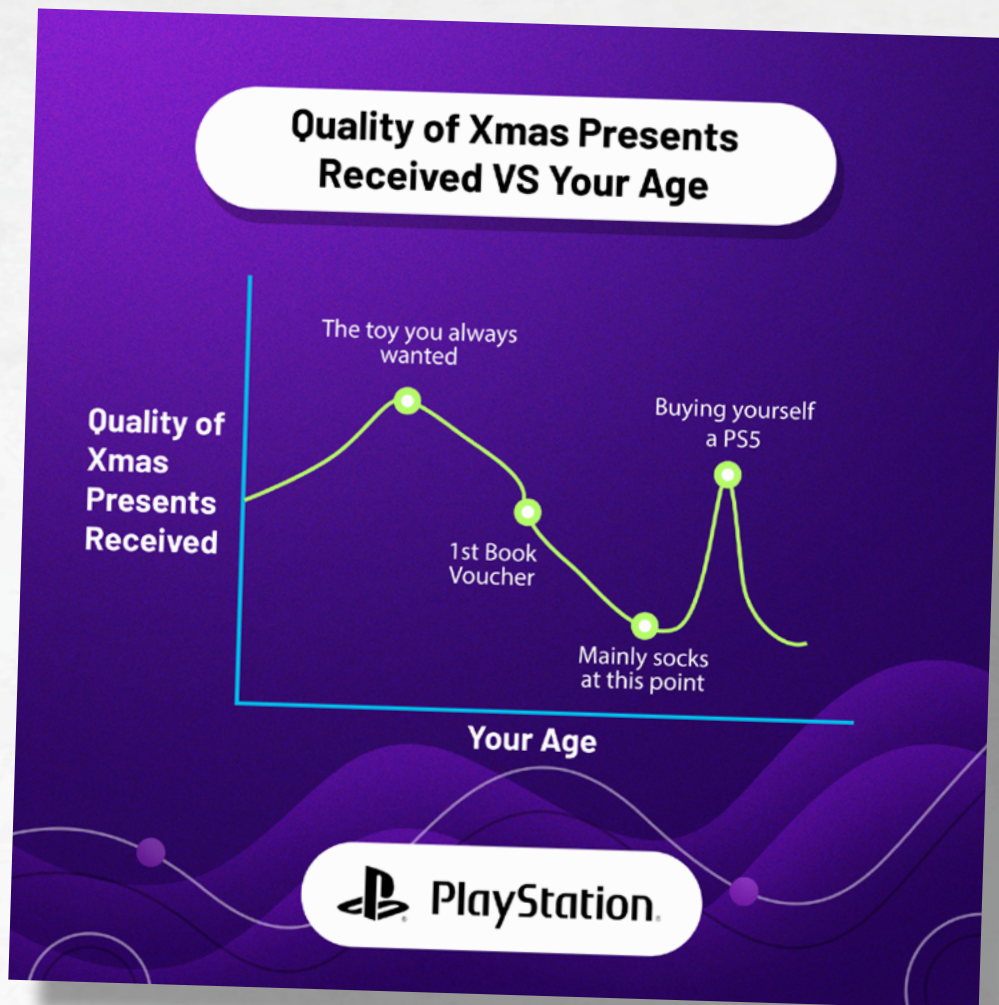 Quality of Xmas Presents
Received VS Your Age
The toy you always
wanted
Buying yourself
a PS5
Quality of
Xmas
Presents
Received
1st Book
Voucher
Mainly socks
at this point
Your Age
PlayStation